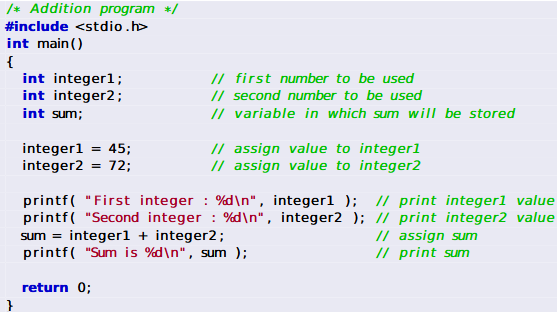 /* Addition program */
#include <stdio.h>
int main()
{
int integer1; // first number to be used
int integer2; // second number to be used
int sum; // variable in which sum will be stored
integer1 = 45; // assign value to integer1
integer2 = 72; // assign value to integer2
printf( "First integer : %d\n", integer1 ); // print integer1 value
printf( "Second integer : %d\n", integer2 ); // print integer2 value
sum = integer1 + integer2; // assign sum
printf( "Sum is %d\n", sum ); // print sum
return 0;
}